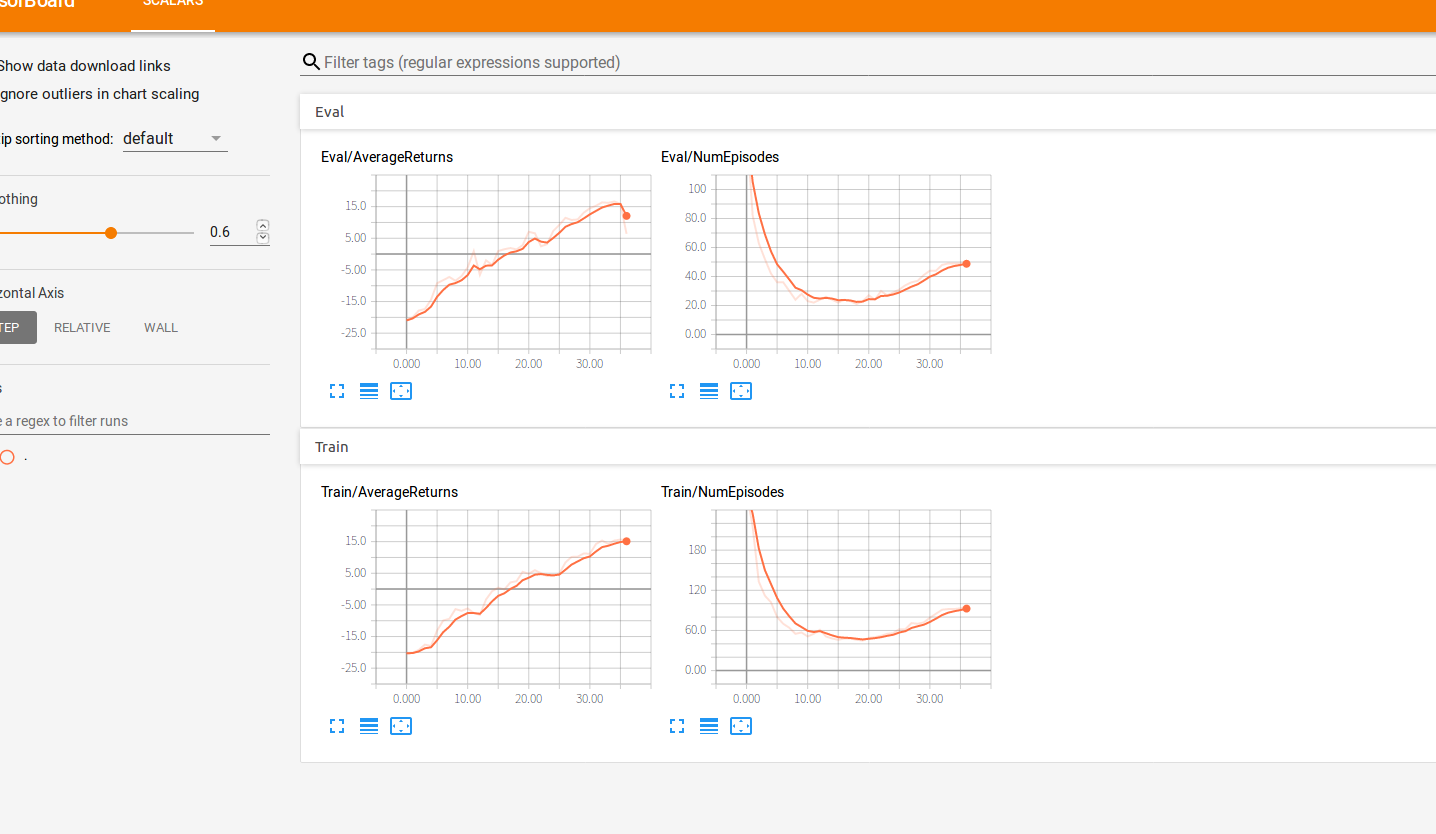 sorBoard SCALARS
Show data download links
gnore outliers in chart scaling
ip sorting method: default
othing
0.6
zontal Axis
TEP RELATIVE WALL
s
e a regex to filter runs
.
Filter tags (regular expressions supported)
Eval
Eval/AverageReturns
15.0
5.00
-5.00
-15.0
-25.0
0.000 10.00 20.00 30.00
Eval/NumEpisodes
100
80.0
60.0
40.0
20.0
0.00
0.000 10.00 20.00 30.00
Train
Train/AverageReturns
15.0
5.00
-5.00
-15.0
-25.0
0.000 10.00 20.00 30.00
Train/NumEpisodes
180
120
60.0
0.00
0.000 10.00 20.00 30.00